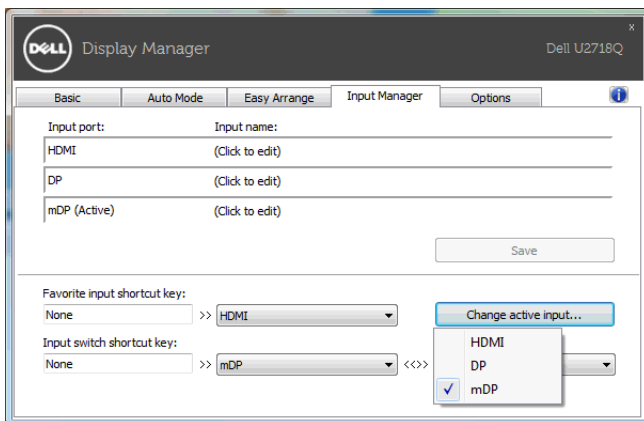 x
DELL Display Manager Dell U2718Q
Basic Auto Mode Easy Arrange Input Manager Options i
Input port: Input name:
HDMI (Click to edit)
DP (Click to edit)
mDP (Active) (Click to edit)
Save
Favorite input shortcut key:
None >> HDMI Change active input...
Input switch shortcut key:
None >> mDP <<>>
HDMI
DP
mDP